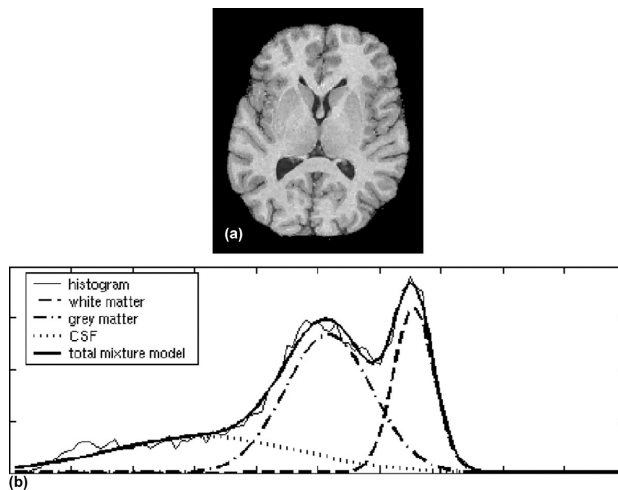 (a)
histogram
white matter
grey matter
CSF
total mixture model
(b)